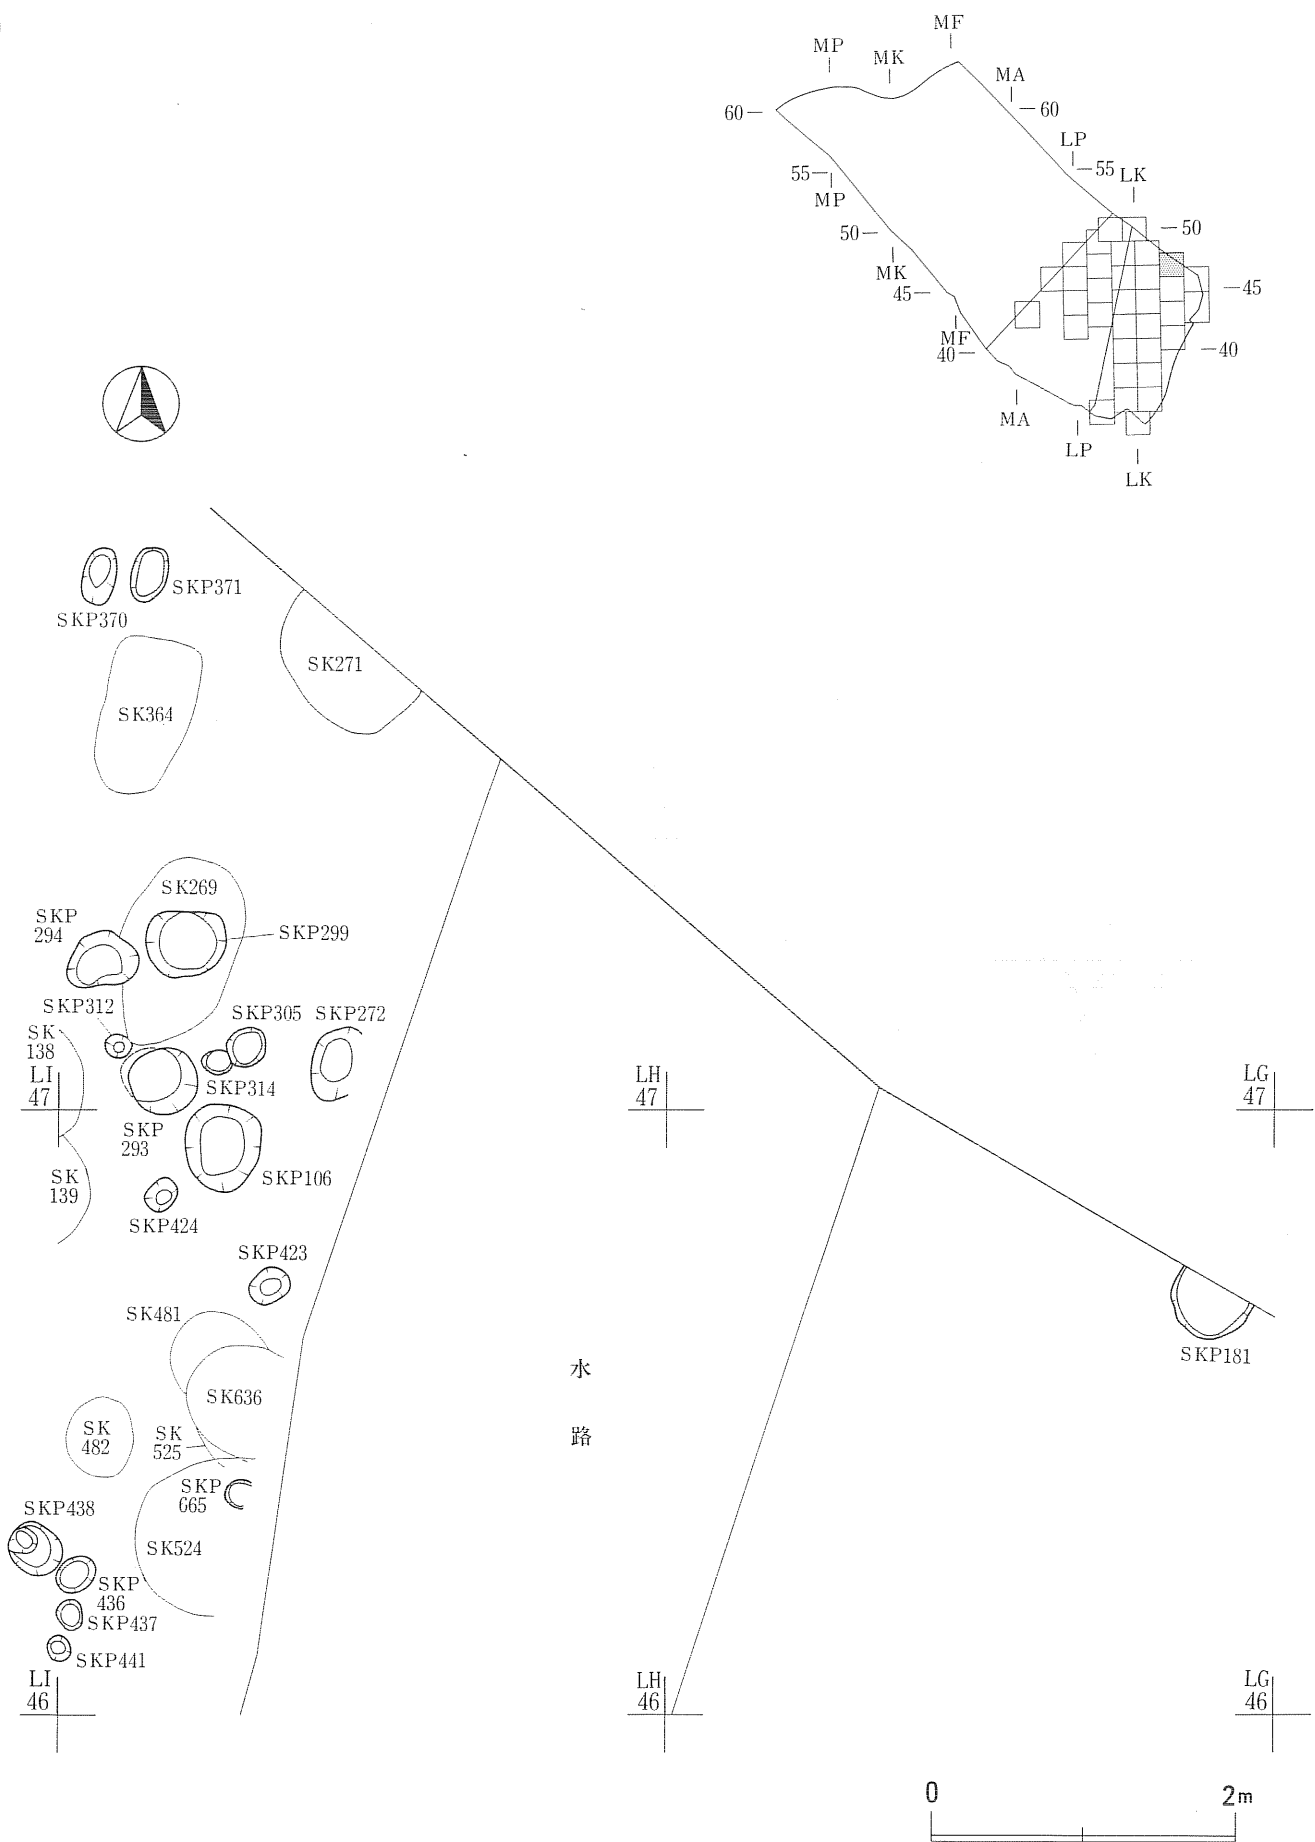 MF
MP
MK
MA
60
60
LP
55
LK
55
MP
50
50
MK
45
45
MF
40
40
MA
LP
LK
SKP371
SKP370
SK271
SK364
SK269
SKP
294
SKP299
SKP312
SKP305
SKP272
SK
138
LI
47
SKP314
LH
47
LG
47
SKP
293
SK
139
SKP106
SKP424
SKP423
SK481
SKP181
水
路
SK636
SK
482
SK
525
SKP
665
SKP438
SK524
SKP
436
SKP437
SKP441
LI
46
LH
46
LG
46
0
2m